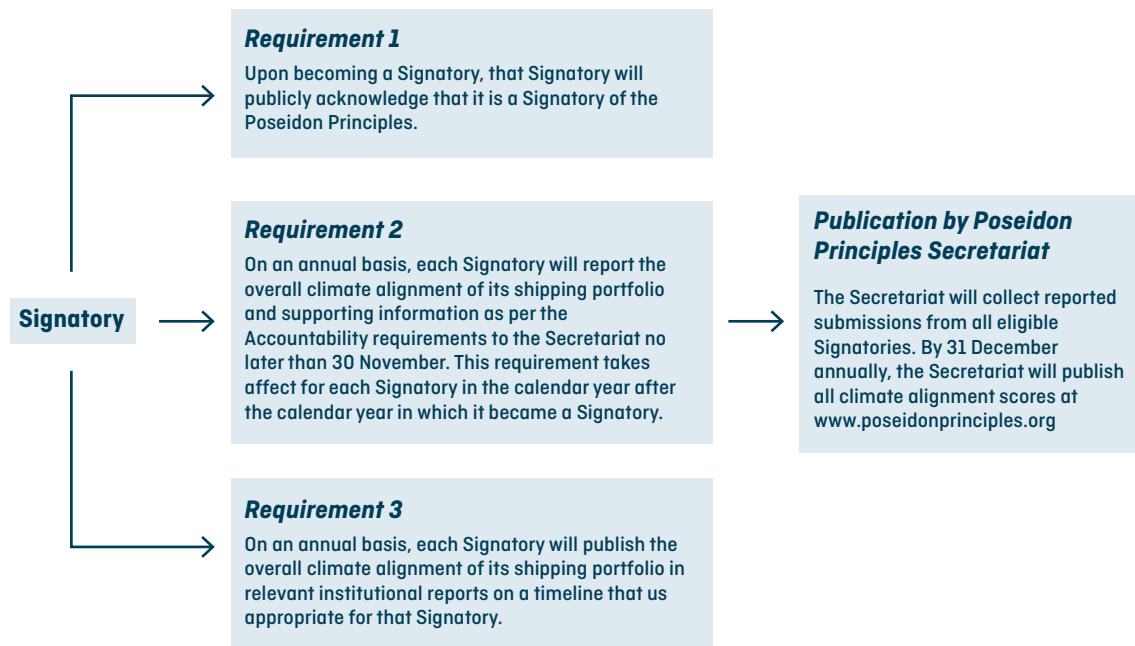 Requirement 1
Upon becoming a Signatory, that Signatory will
publicly acknowledge that it is a Signatory of the
Poseidon Principles.
Signatory
Requirement 2
On an annual basis, each Signatory will report the
overall climate alignment of its shipping portfolio
and supporting information as per the
Accountability requirements to the Secretariat no
later than 30 November. This requirement takes
affect for each Signatory in the calendar year after
the calendar year in which it became a Signatory.
Publication by Poseidon
Principles Secretariat
The Secretariat will collect reported
submissions from all eligible
Signatories. By 31 December
annually, the Secretariat will publish
all climate alignment scores at
www.poseidonprinciples.org
Requirement 3
On an annual basis, each Signatory will publish the
overall climate alignment of its shipping portfolio in
relevant institutional reports on a timeline that us
appropriate for that Signatory.